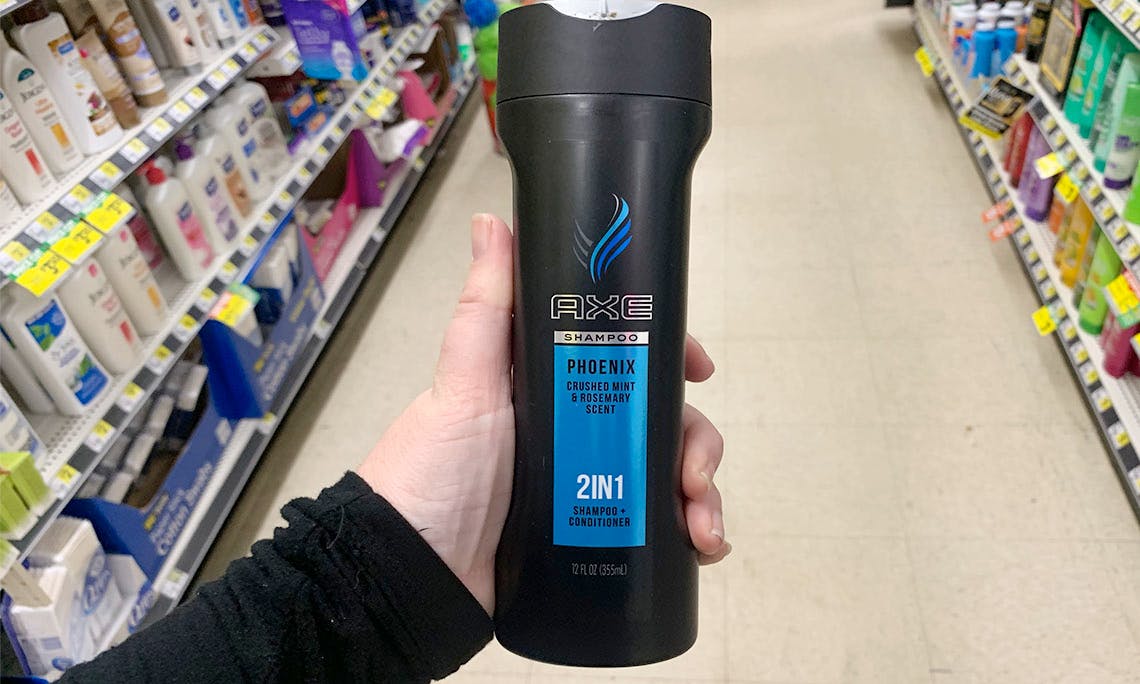 AXE
SHAMPOO
PHOENIX
CRUSHED MINT
& ROSEMARY
SCENT
2IN1
SHAMPOO +
CONDITIONER
12 FL OZ (355mL)